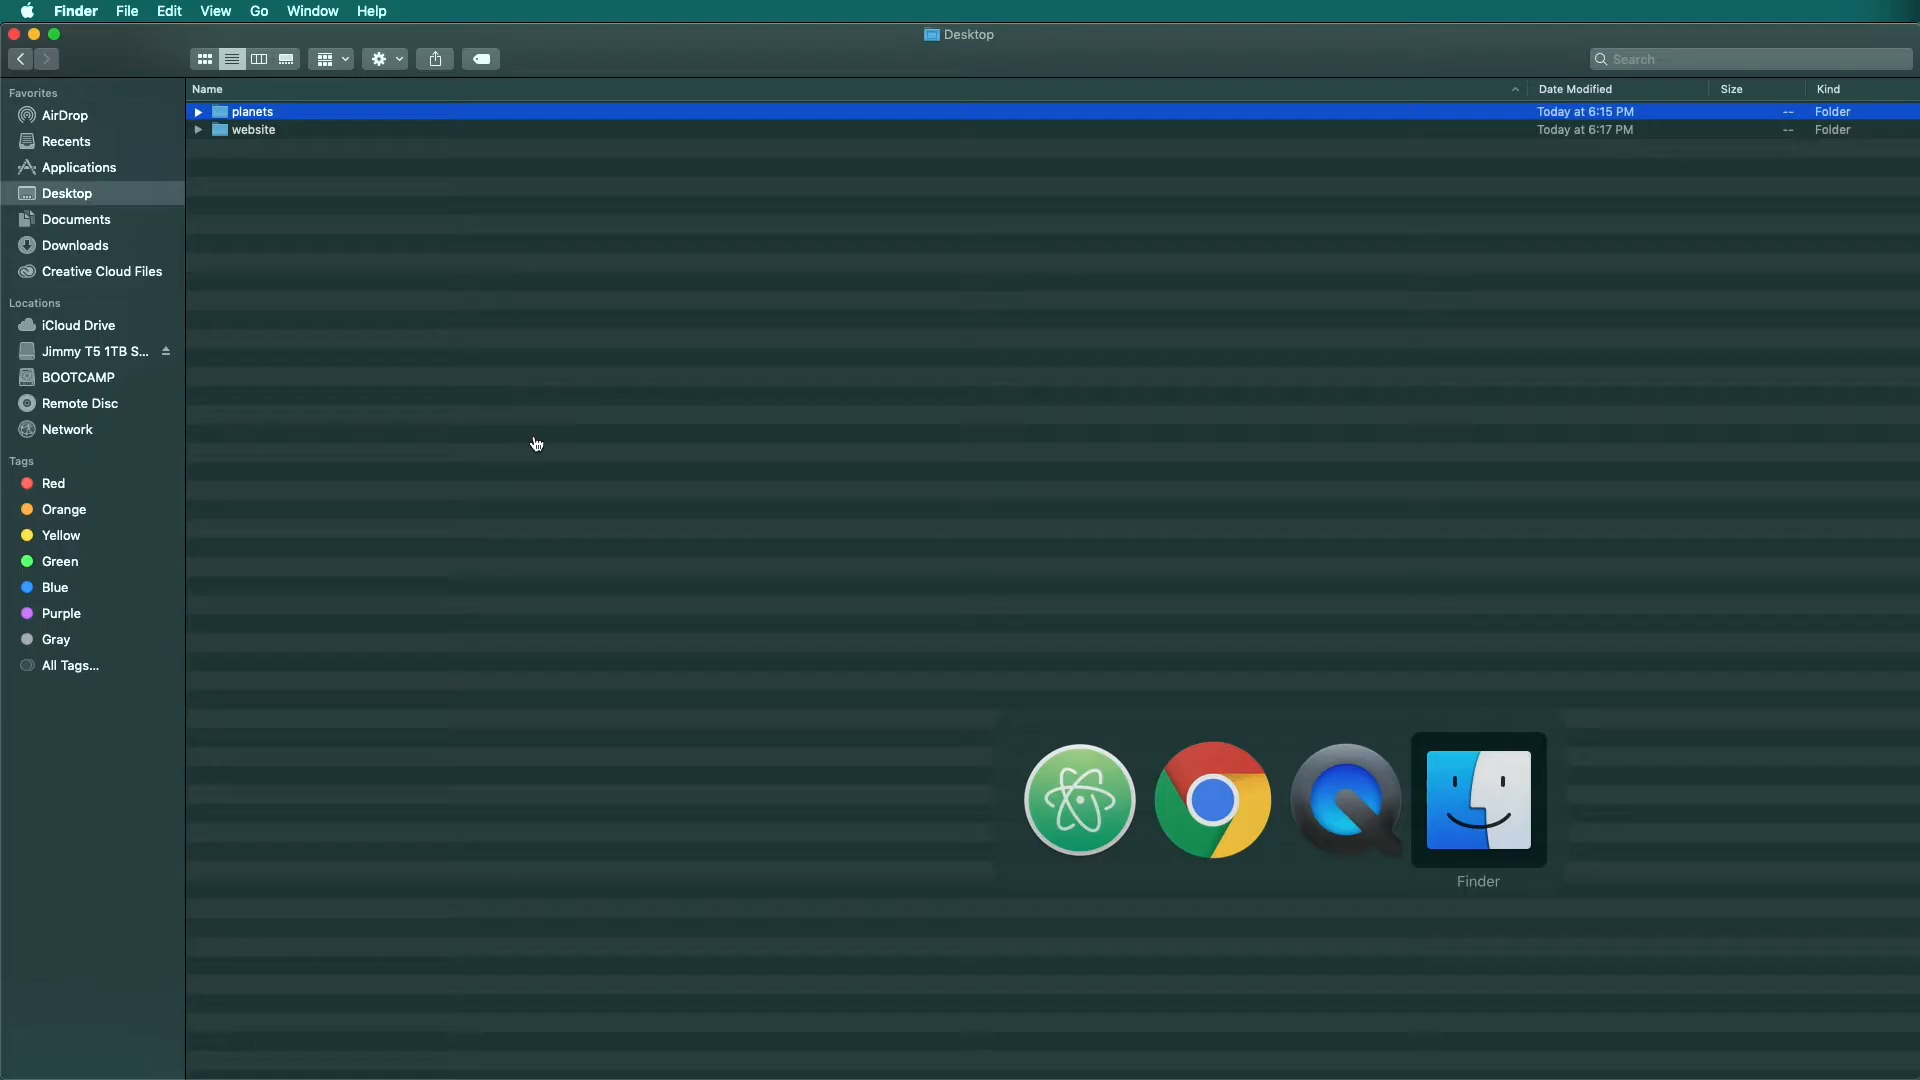 Finder File Edit View Go Window Help
Desktop
Search
Favorites
AirDrop
Recents
Applications
Desktop
Documents
Downloads
Creative Cloud Files
Locations
iCloud Drive
Jimmy T5 1TB S...
BOOTCAMP
Remote Disc
Network
Tags
Red
Orange
Yellow
Green
Blue
Purple
Gray
All Tags...
Name Date Modified Size Kind
planets Today at 6:15 PM -- Folder
website Today at 6:17 PM -- Folder
Finder